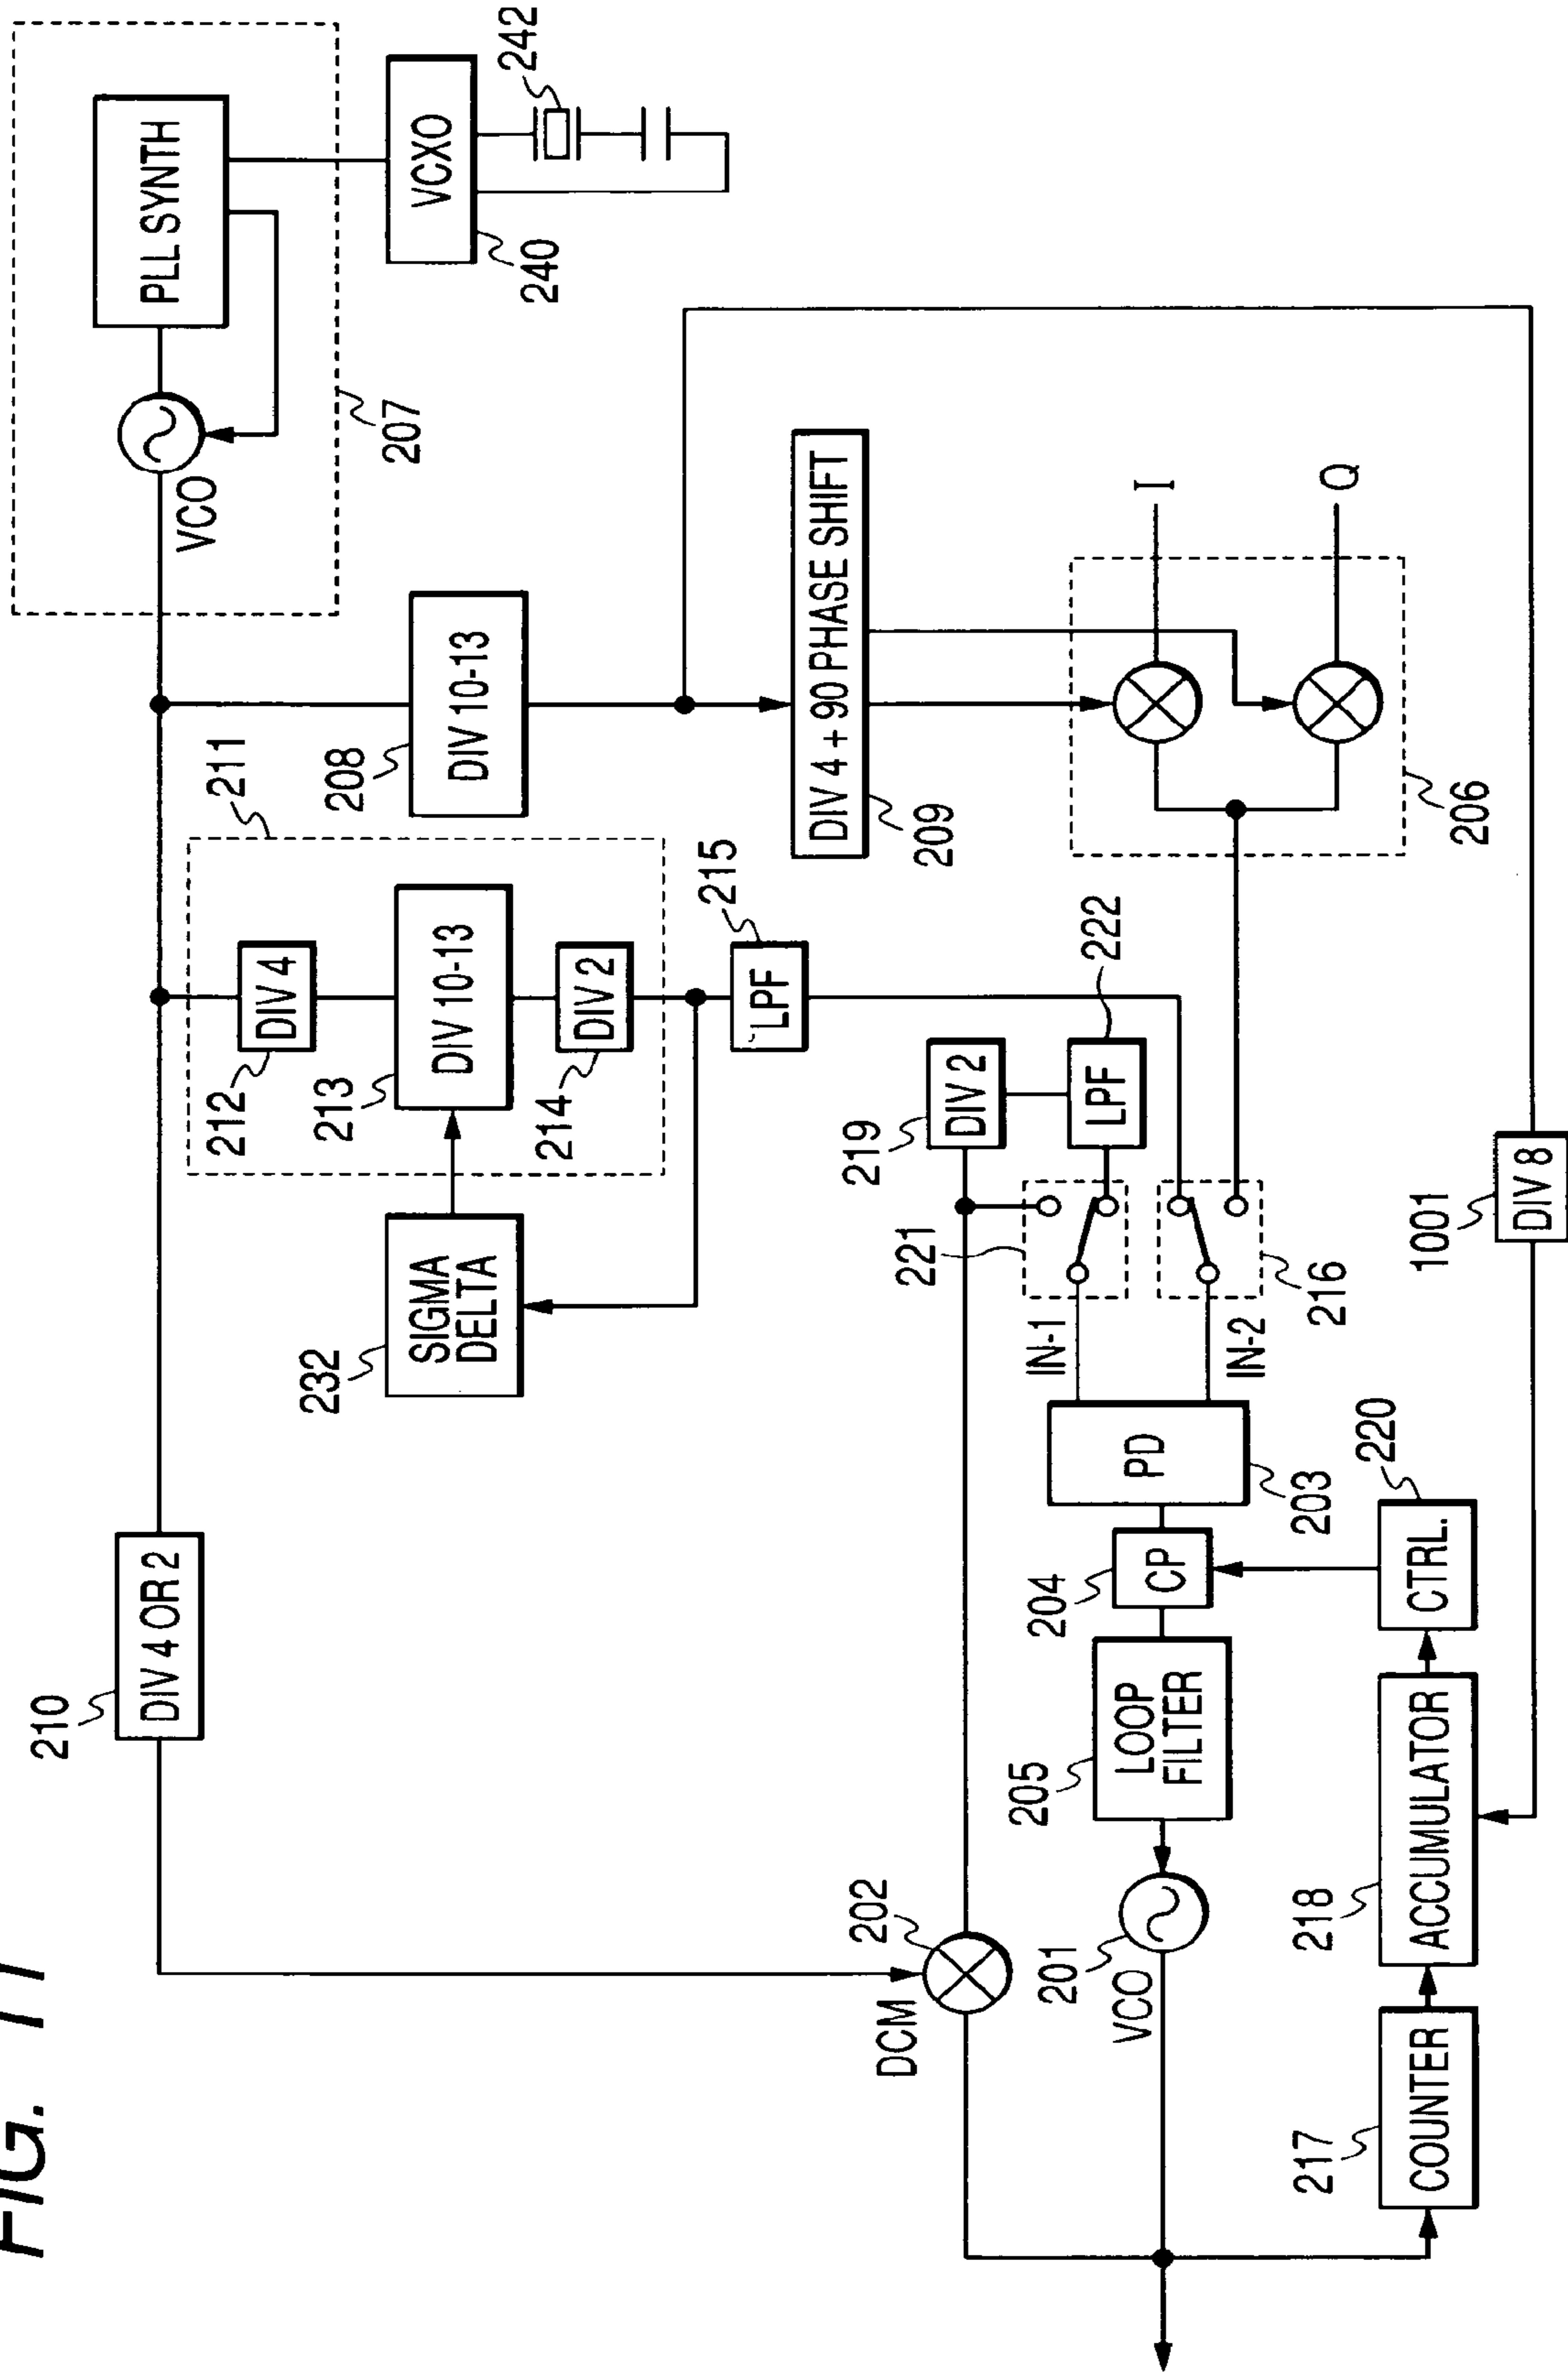 FIG. 11
210
DIV 4 OR 2
VCO
PLL SYNTH
207
VCXO
240
242
211
212
DIV 4
213
DIV 10-13
214
DIV 2
215
LPF
232
SIGMA
DELTA
208
DIV 10-13
209
DIV 4 + 90 PHASE SHIFT
I
Q
206
219
DIV 2
222
LPF
221
216
IN-1
IN-2
PD
203
204
CP
205
LOOP
FILTER
201
VCO
202
DCM
217
COUNTER
218
ACCUMULATOR
220
CTRL.
1001
DIV 8